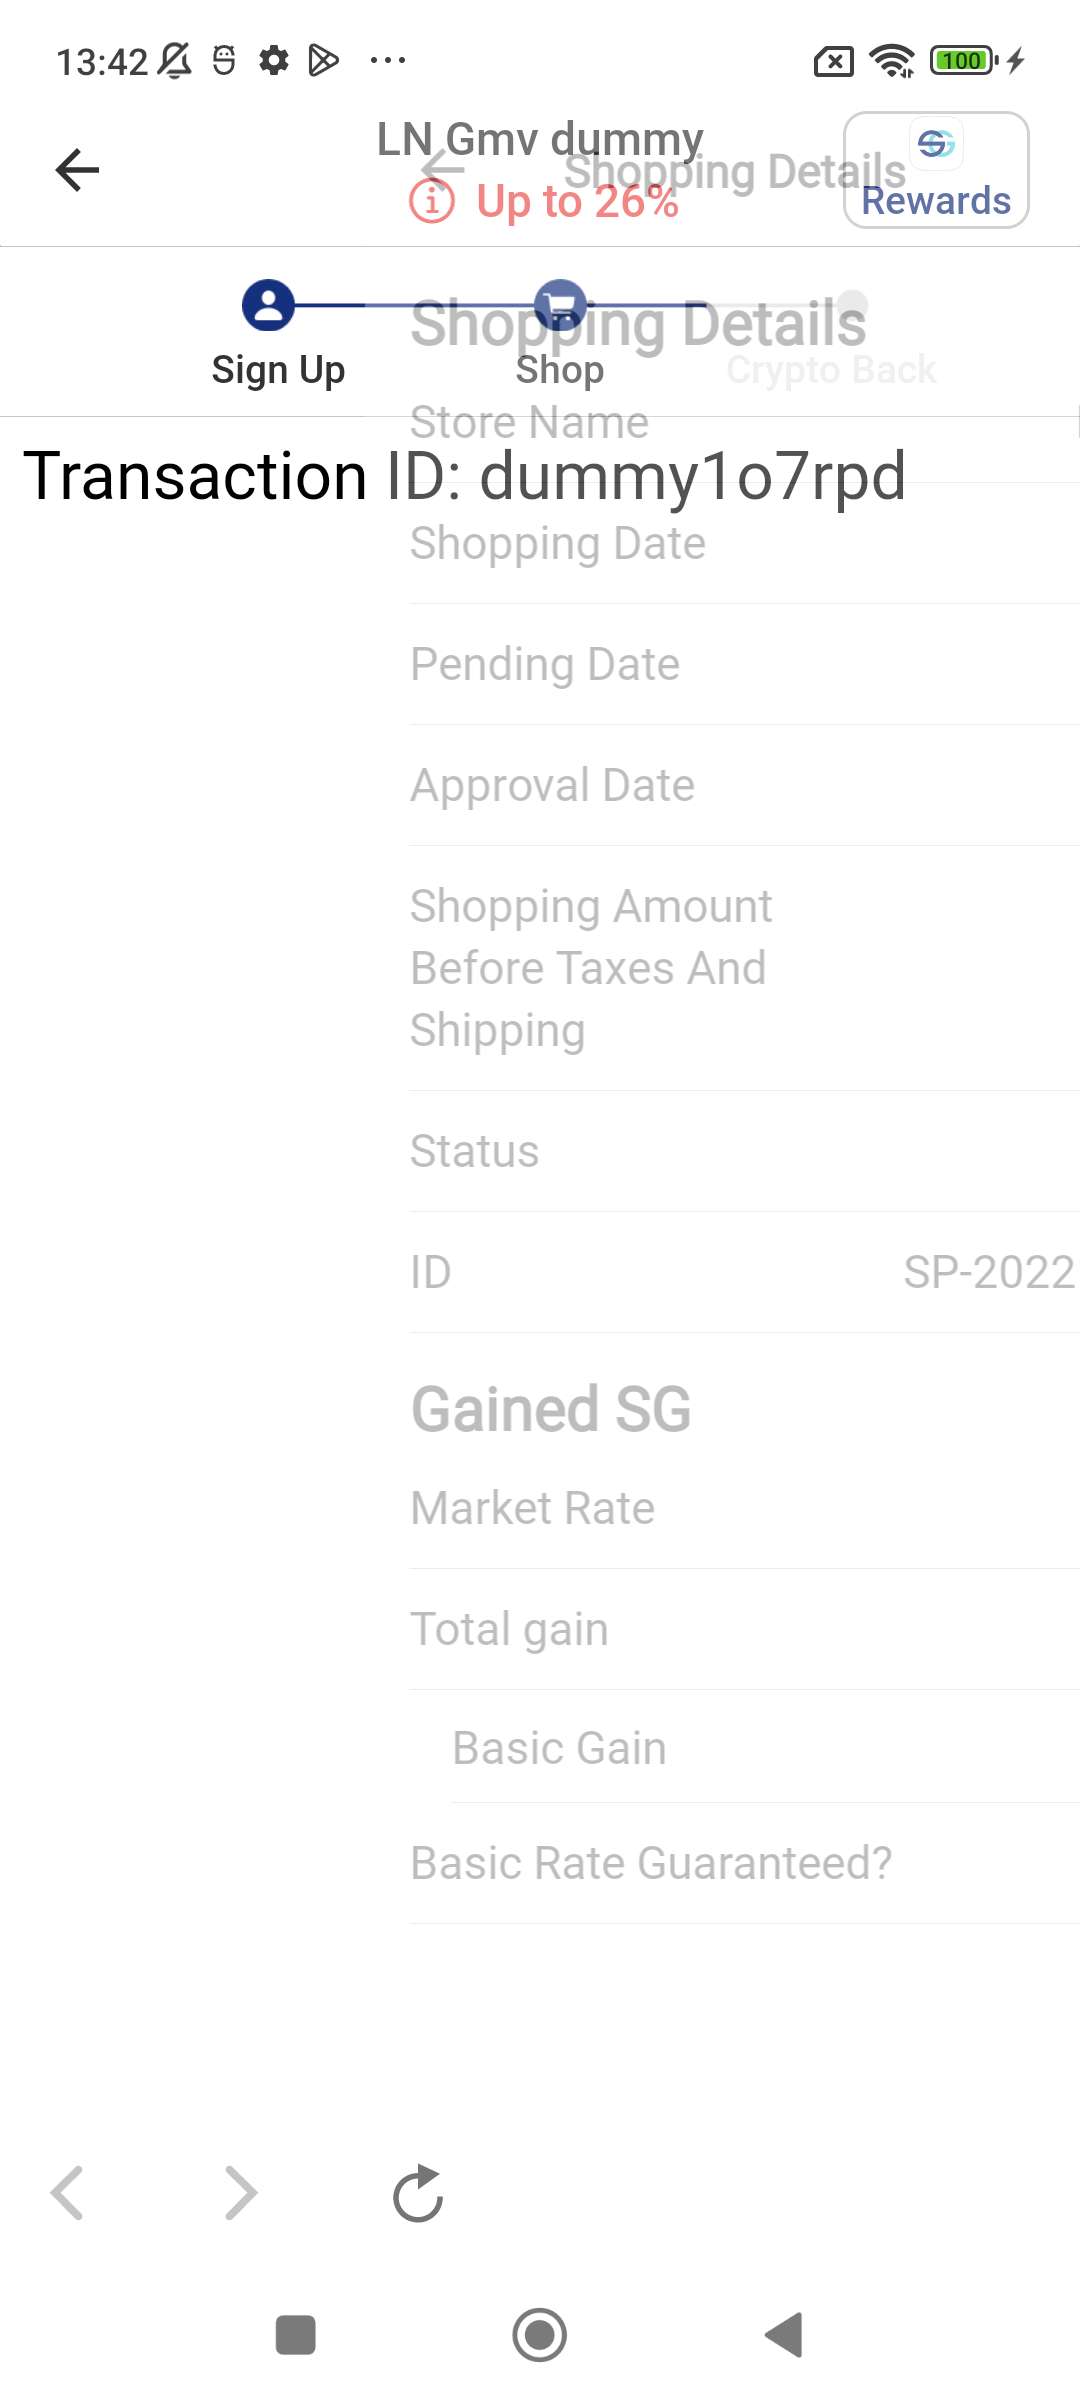 13:42
100
LN Gmv dummy
Shopping Details
Up to 26%
Rewards
Shopping Details
Sign Up
Shop
Crypto Back
Store Name
Transaction ID: dummy1o7rpd
Shopping Date
Pending Date
Approval Date
Shopping Amount
Before Taxes And
Shipping
Status
ID SP-2022
Gained SG
Market Rate
Total gain
Basic Gain
Basic Rate Guaranteed?